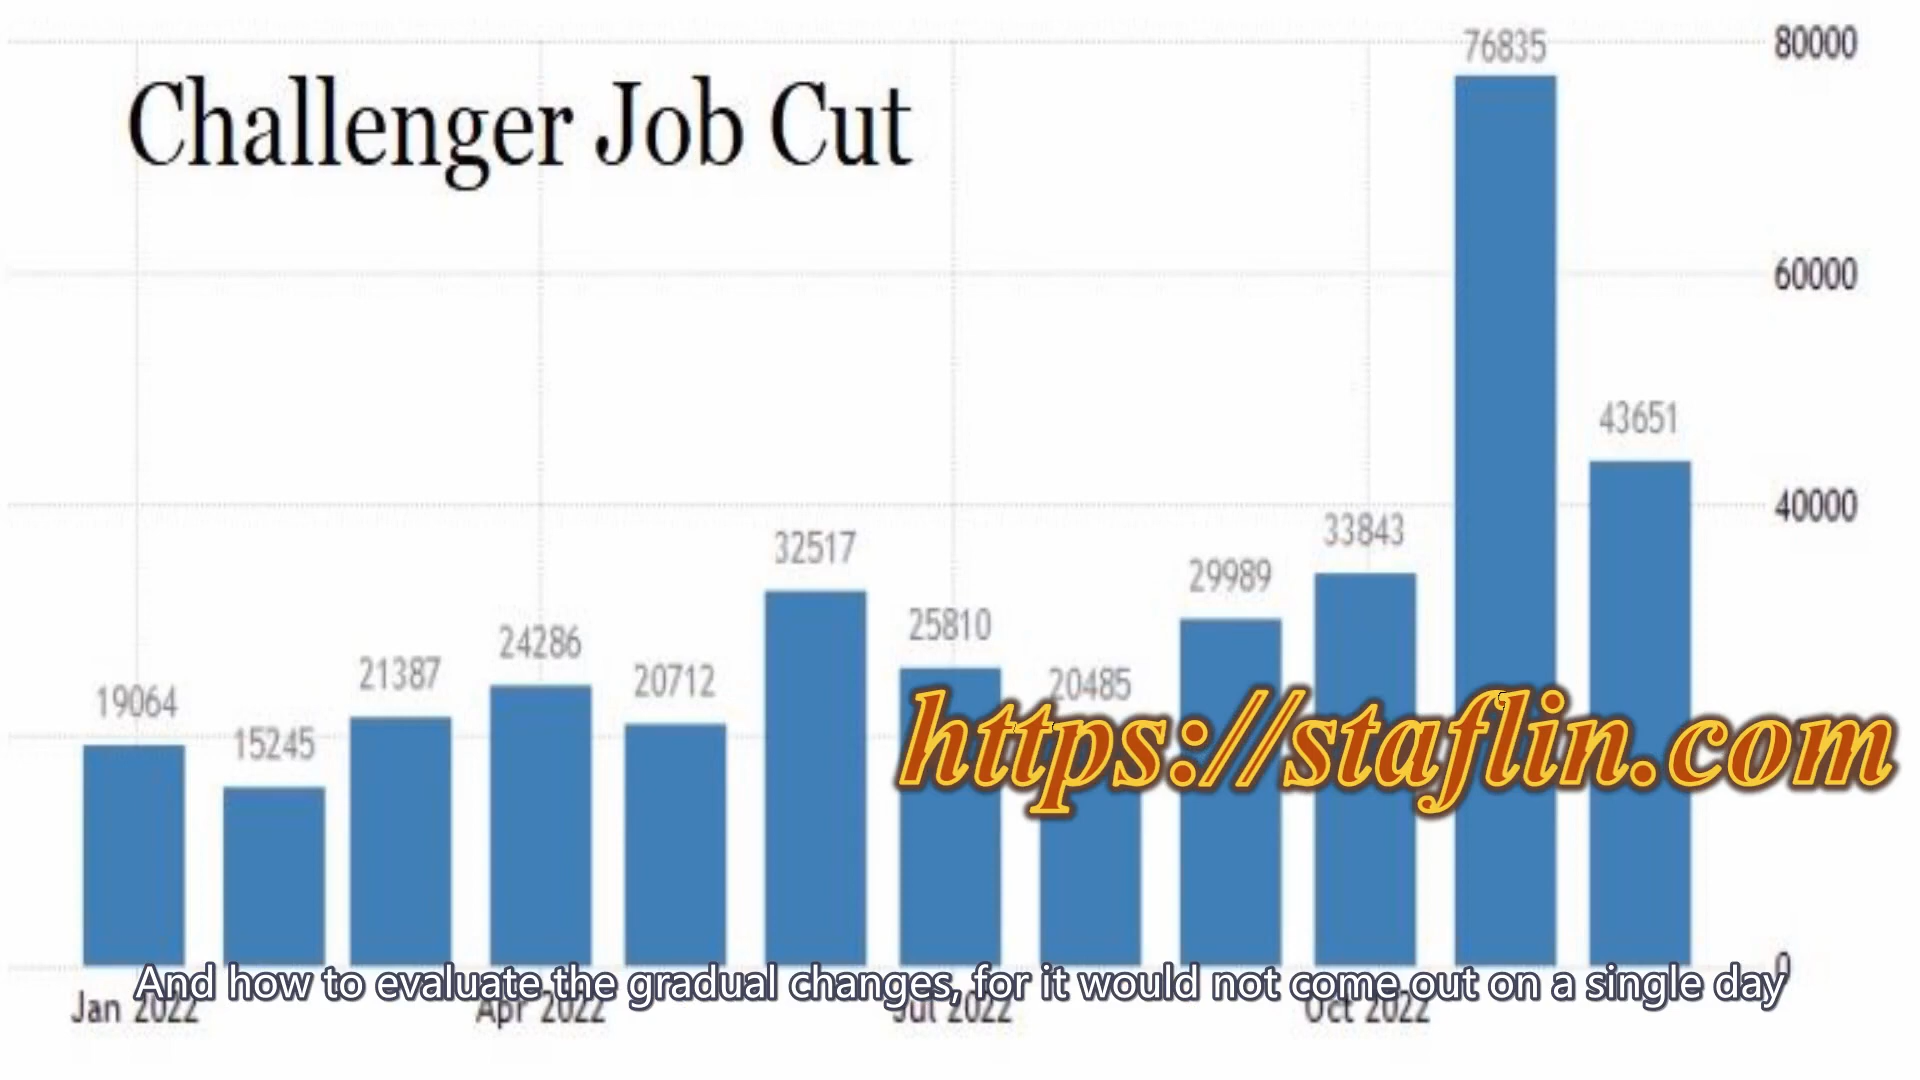 76835
80000
Challenger Job Cut
60000
43651
40000
33843
32517
29989
25810
24286
20712
20485
21387
19064
15245
https://staflin.com
0
And how to evaluate the gradual changes, for it would not come out on a single day
Jan 2022
Apr 2022
Jul 2022
Oct 2022